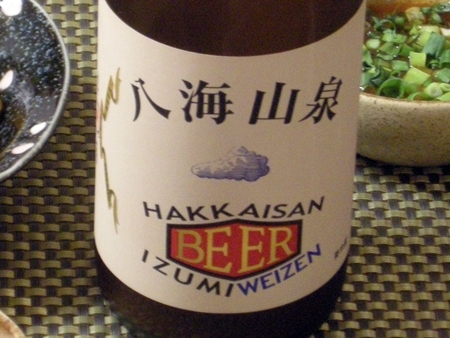 八海山泉
HAKKAISAN
BEER
IZUMI WEIZEN